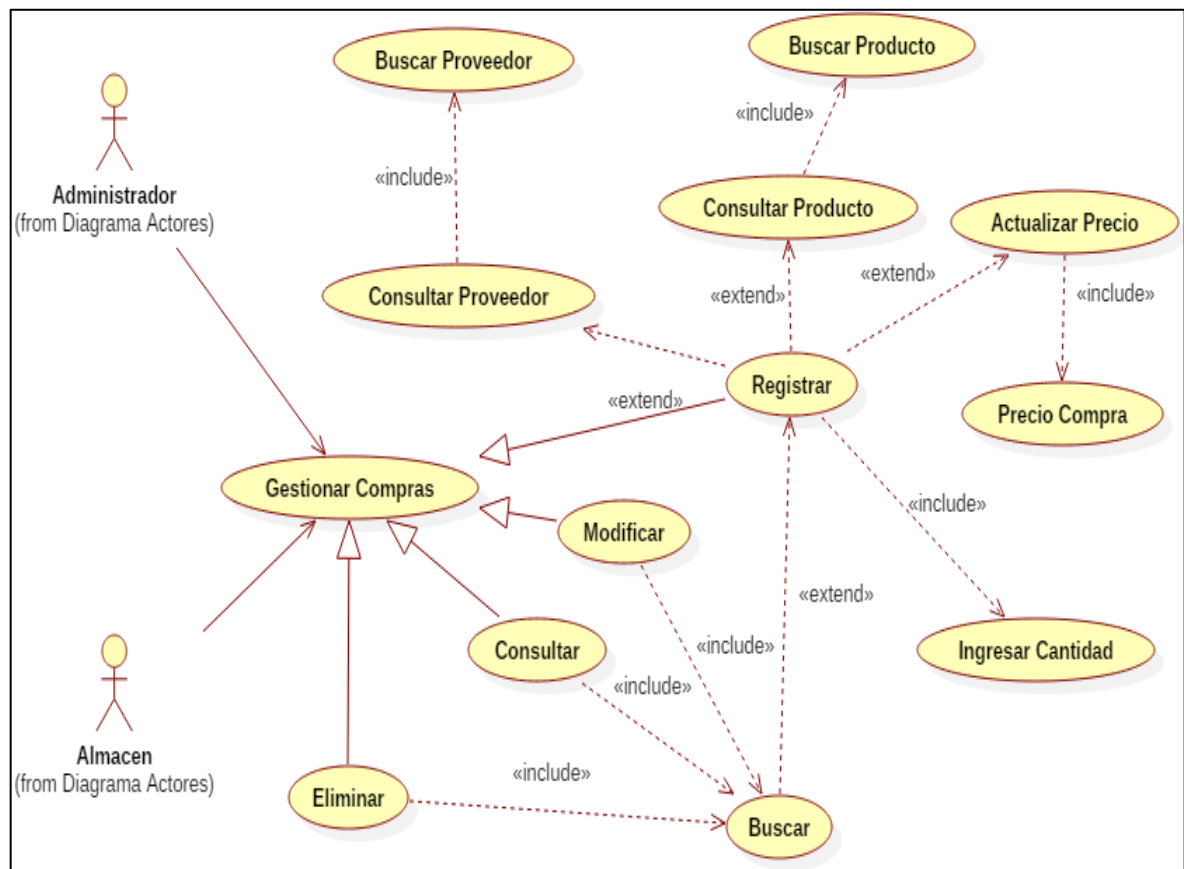 Buscar Proveedor
Buscar Producto
«include»
«include»
Administrador
(from Diagrama Actores)
Consultar Producto
Actualizar Precio
Consultar Proveedor
«extend»
«extend»
«include»
Registrar
«extend»
Precio Compra
Gestionar Compras
«include»
Modificar
«extend»
Consultar
«include»
«include»
Ingresar Cantidad
Almacen
(from Diagrama Actores)
«include»
Eliminar
Buscar